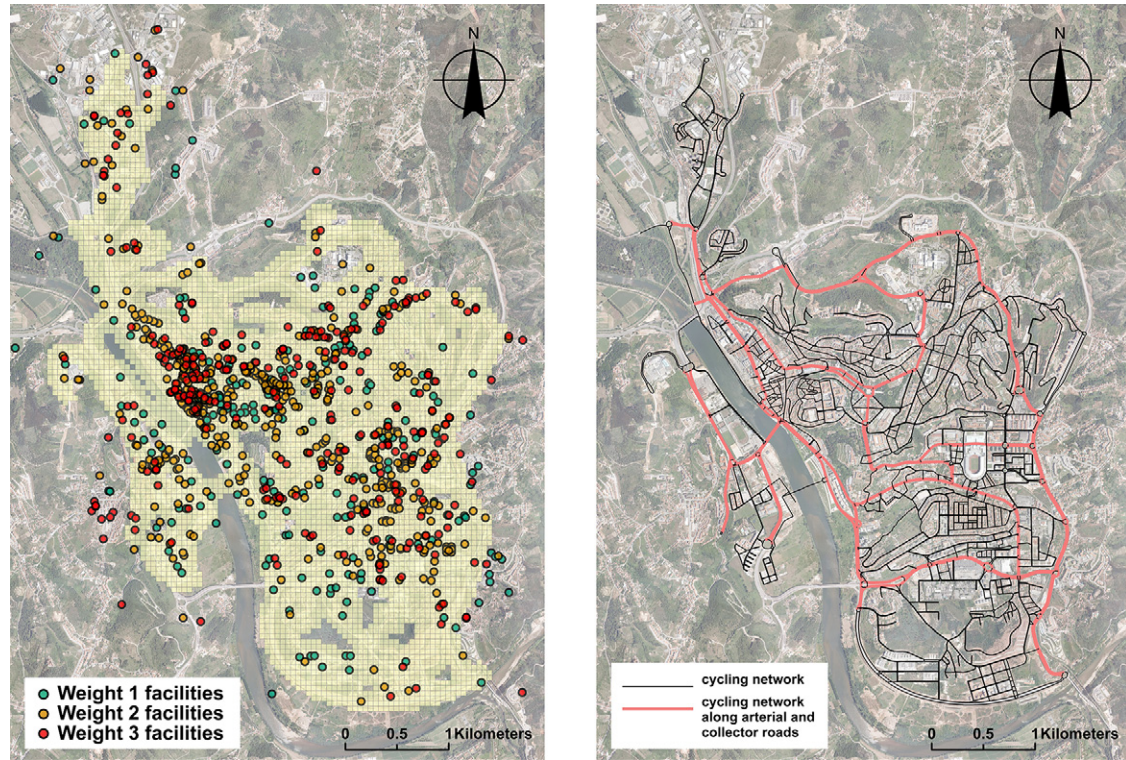 N
Weight 1 facilities
Weight 2 facilities
Weight 3 facilities
0 0.5 1Kilometers
N
cycling network
cycling network
along arterial and
collector roads
0 0.5 1Kilometers